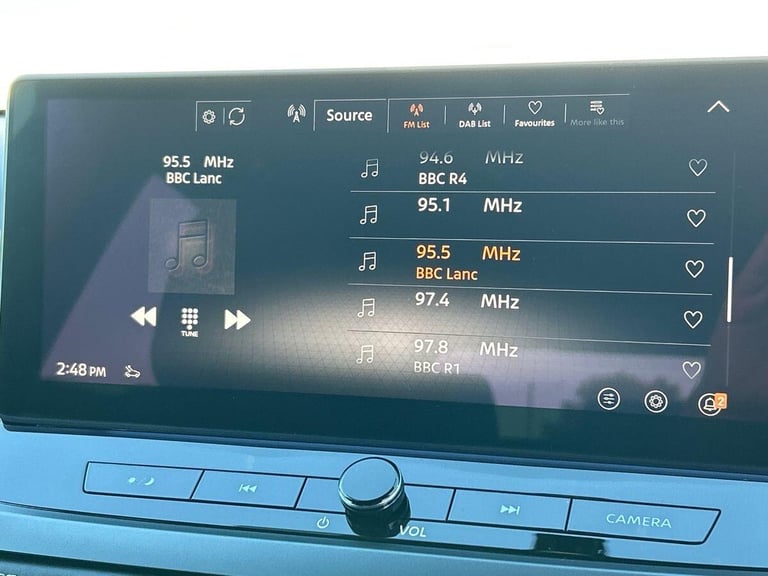 Source
FM List
DAB List
Favourites
More like this
95.5 MHz
BBC Lanc
TUNE
2:48 PM
94.6 MHz
BBC R4
95.1 MHz
95.5 MHz
BBC Lanc
97.4 MHz
97.8 MHz
BBC R1
2
VOL
CAMERA